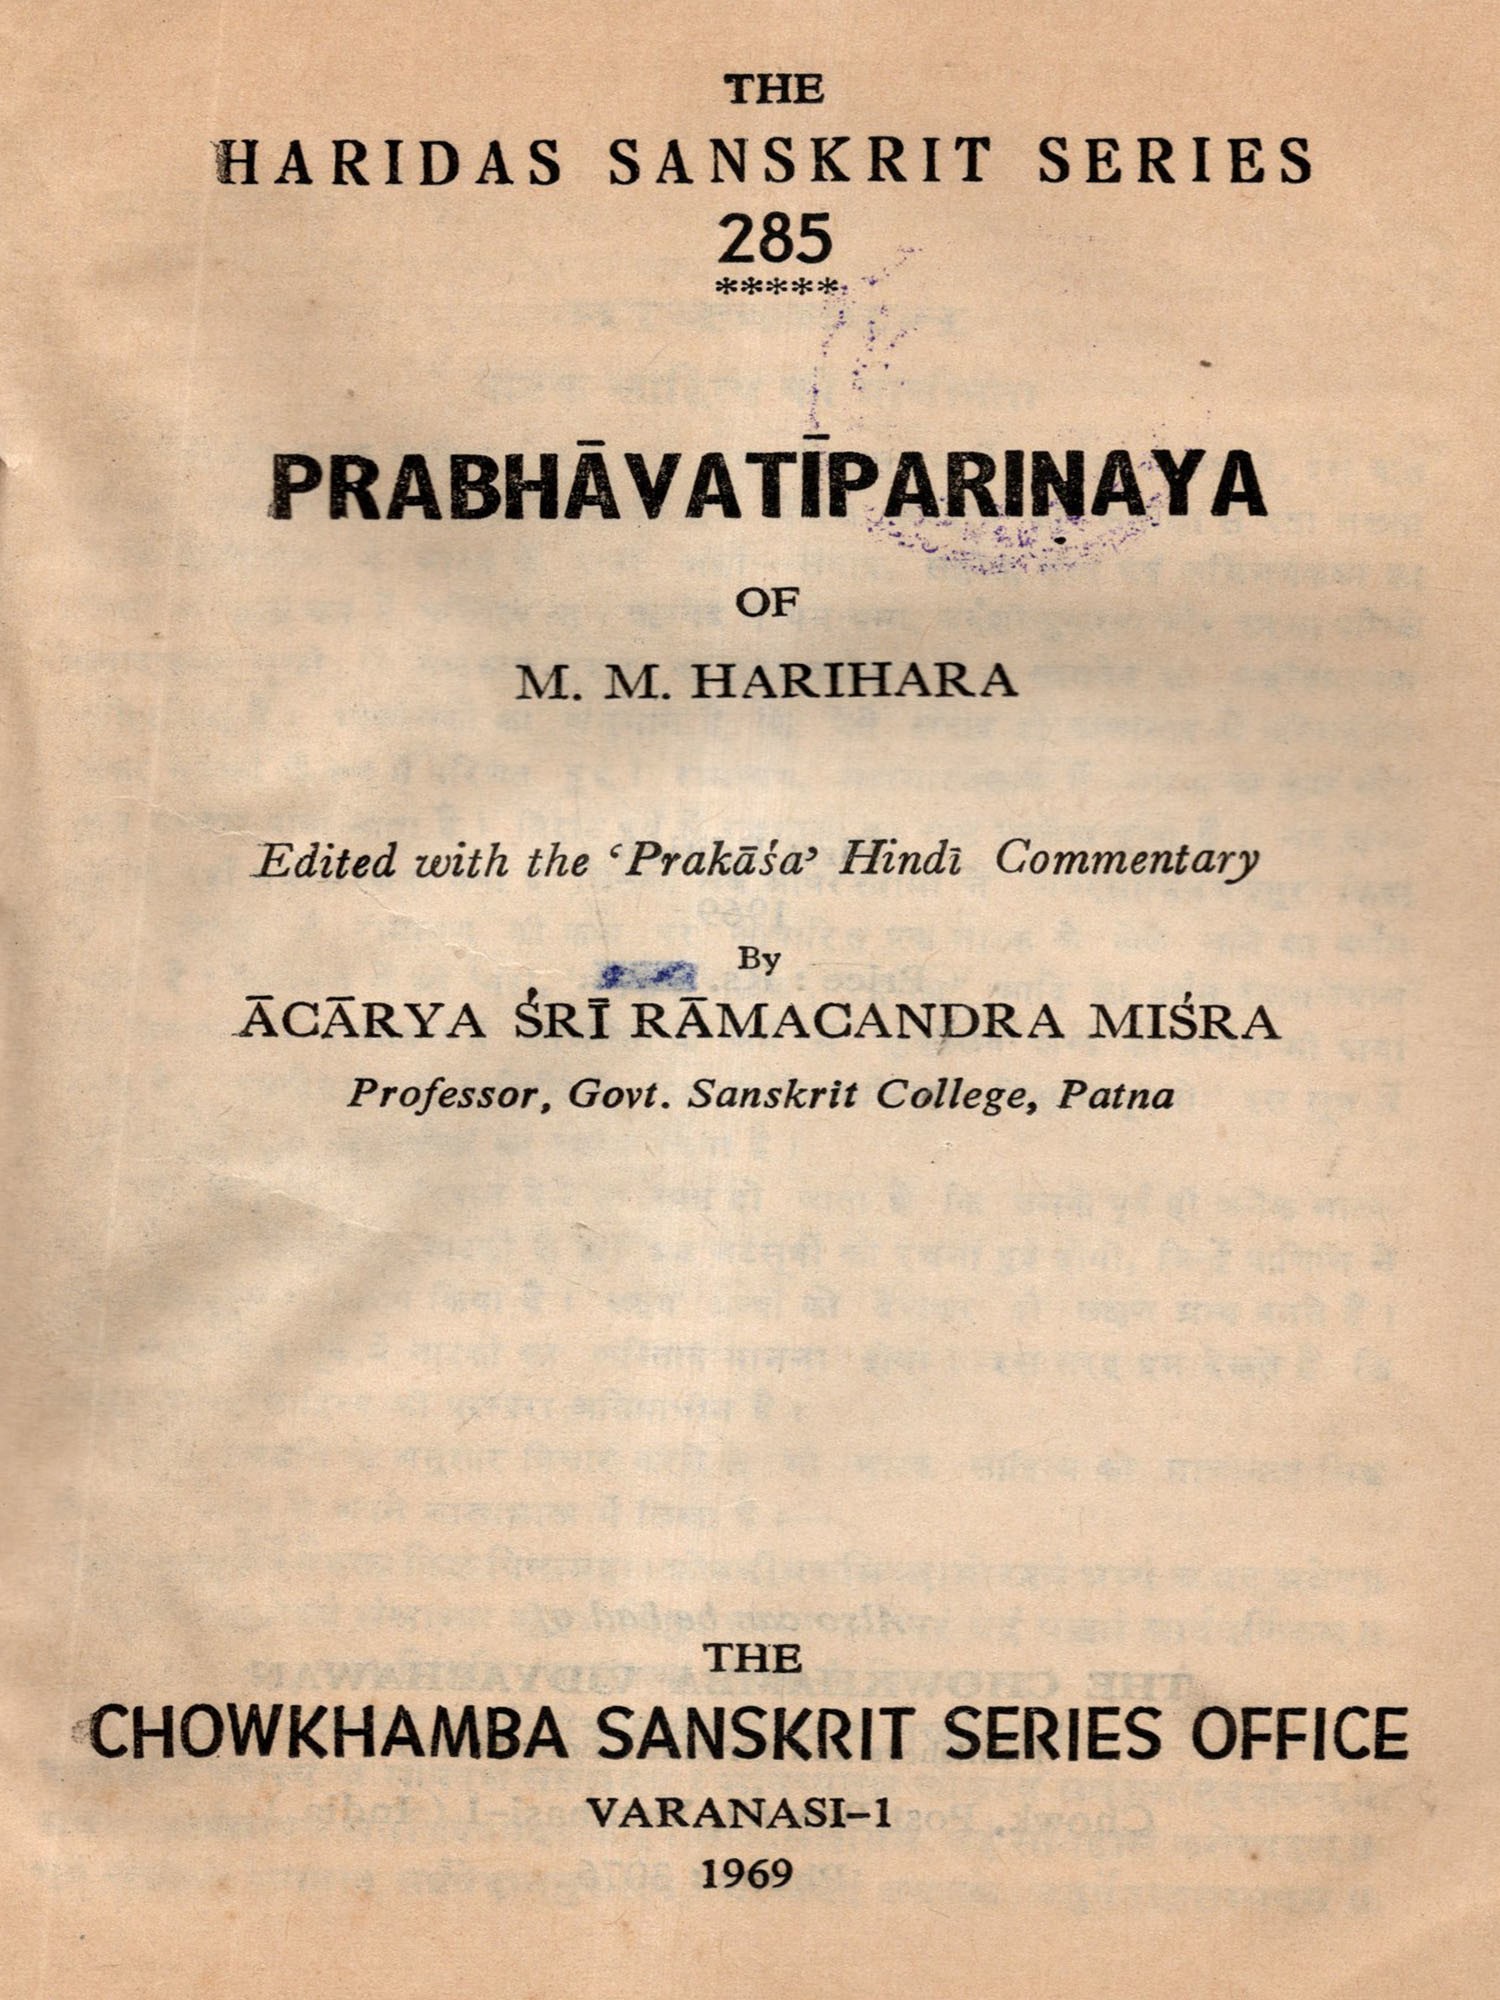 THE
HARIDAS SANSKRIT SERIES
285
*****
PRABHĀVATĪPARINAYA
OF
M. M. HARIHARA
Edited with the ‘Prakāśa’ Hindī Commentary
By
ĀCĀRYA ŚRĪ RĀMACANDRA MIŚRA
Professor, Govt. Sanskrit College, Patna
THE
CHOWKHAMBA SANSKRIT SERIES OFFICE
VARANASI–1
1969